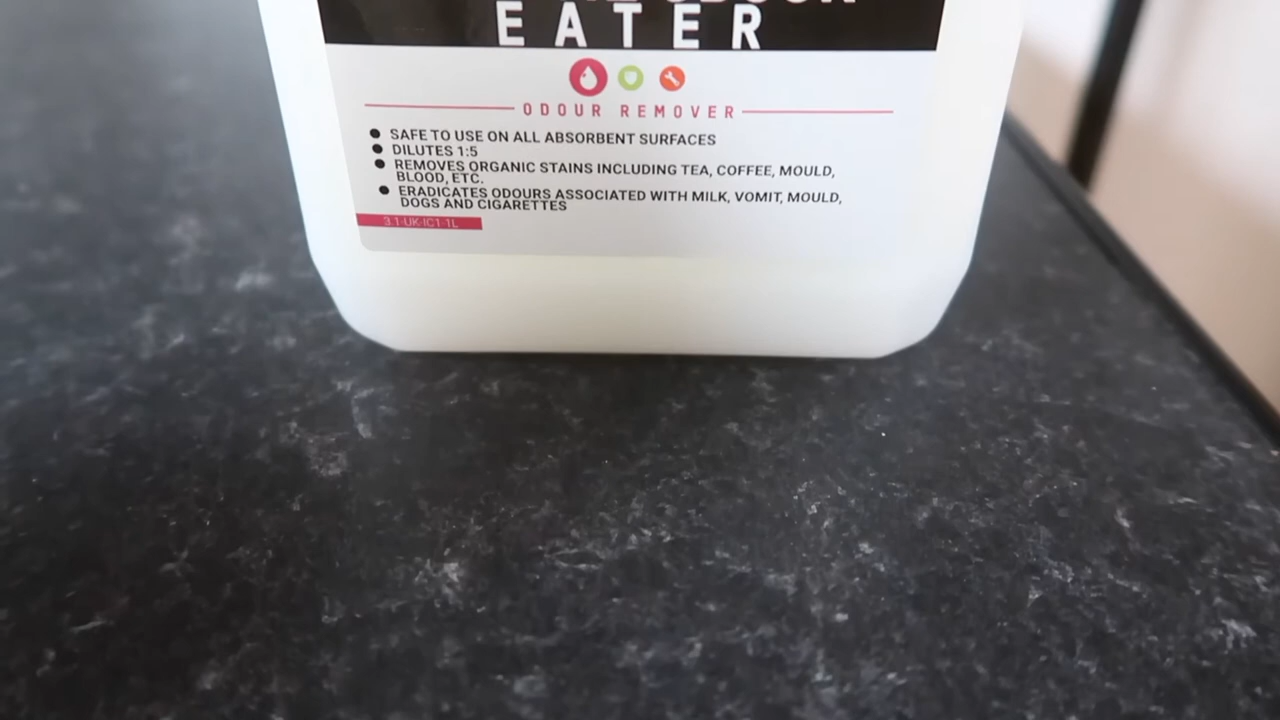 ODOUR
EATER
ODOUR REMOVER
SAFE TO USE ON ALL ABSORBENT SURFACES
DILUTES 1:5
REMOVES ORGANIC STAINS INCLUDING TEA, COFFEE, MOULD,
BLOOD, ETC.
ERADICATES ODOURS ASSOCIATED WITH MILK, VOMIT, MOULD,
DOGS AND CIGARETTES
3.1-UK-IC1-1L